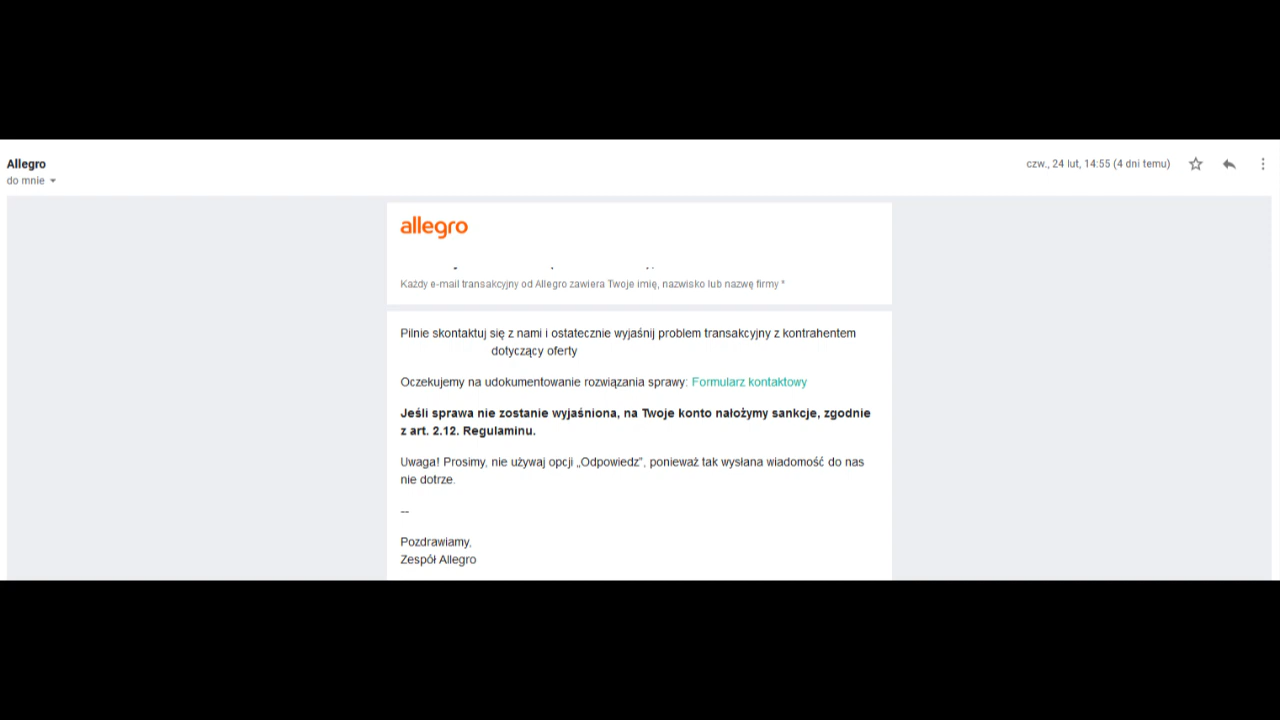 Allegro
czw., 24 lut, 14:55 (4 dni temu)
do mnie
allegro
Każdy e-mail transakcyjny od Allegro zawiera Twoje imię, nazwisko lub nazwę firmy *
Pilnie skontaktuj się z nami i ostatecznie wyjaśnij problem transakcyjny z kontrahentem
dotyczący oferty
Oczekujemy na udokumentowanie rozwiązania sprawy: Formularz kontaktowy
Jeśli sprawa nie zostanie wyjaśniona, na Twoje konto nałożymy sankcje, zgodnie
z art. 2.12. Regulaminu.
Uwaga! Prosimy, nie używaj opcji „Odpowiedz”, ponieważ tak wysłana wiadomość do nas
nie dotrze.
--
Pozdrawiamy,
Zespół Allegro